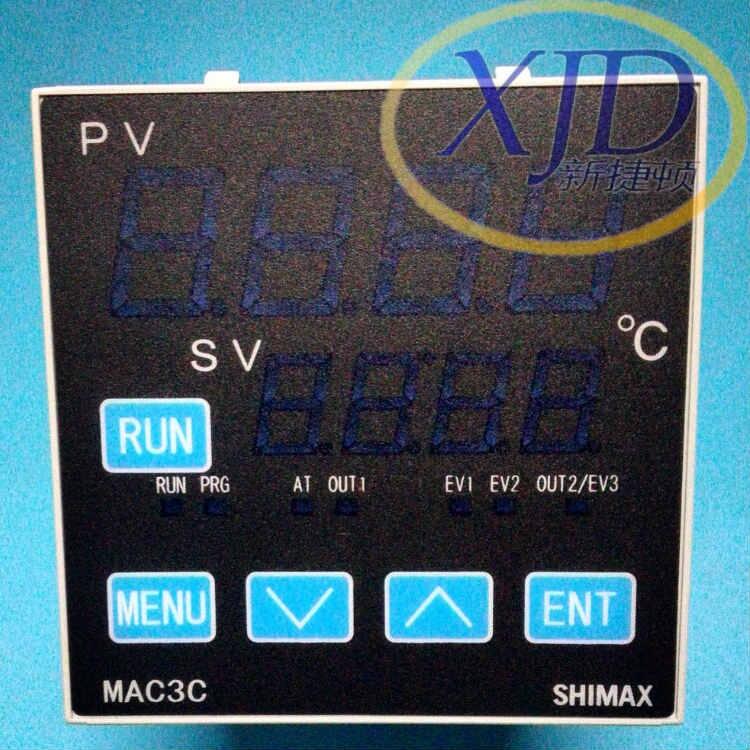 XJD
新捷顿
PV
℃
SV
RUN
RUN PRG AT OUT1 EV1 EV2 OUT2/EV3
MENU ENT
MAC3C SHIMAX